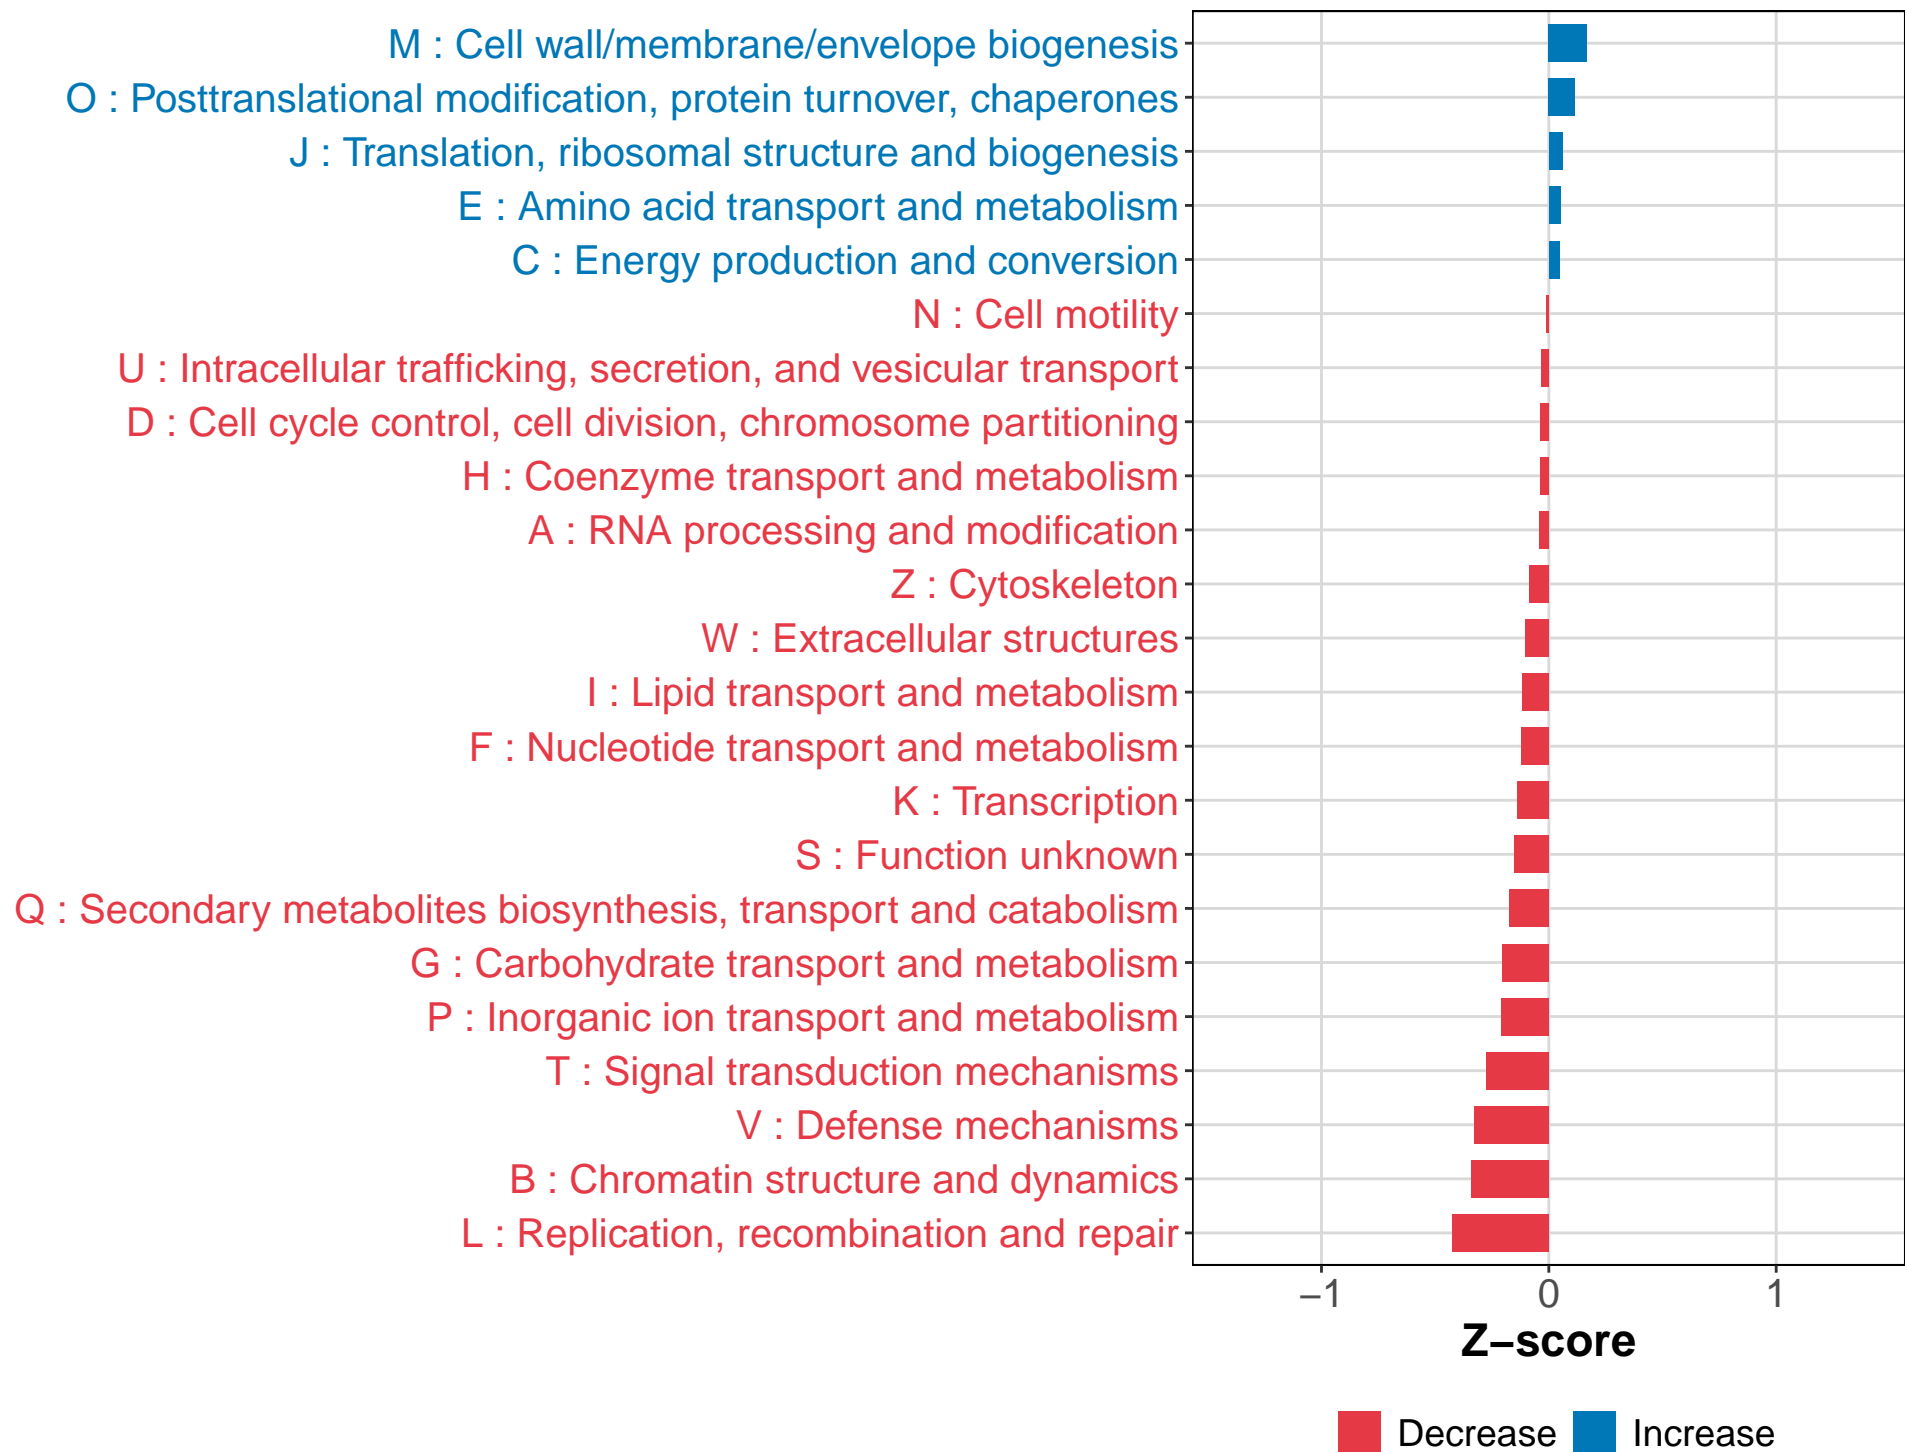 M : Cell wall/membrane/envelope biogenesis
O : Posttranslational modification, protein turnover, chaperones
J : Translation, ribosomal structure and biogenesis
E : Amino acid transport and metabolism
C : Energy production and conversion
N : Cell motility
U : Intracellular trafficking, secretion, and vesicular transport
D : Cell cycle control, cell division, chromosome partitioning
H : Coenzyme transport and metabolism
A : RNA processing and modification
Z : Cytoskeleton
W : Extracellular structures
I : Lipid transport and metabolism
F : Nucleotide transport and metabolism
K : Transcription
S : Function unknown
Q : Secondary metabolites biosynthesis, transport and catabolism
G : Carbohydrate transport and metabolism
P : Inorganic ion transport and metabolism
T : Signal transduction mechanisms
V : Defense mechanisms
B : Chromatin structure and dynamics
L : Replication, recombination and repair
−1 0 1
Z−score
Decrease Increase